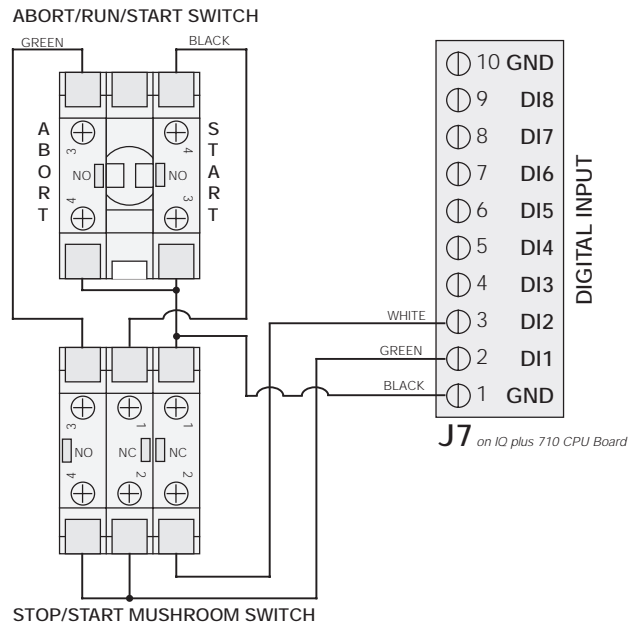 ABORT/RUN/START SWITCH
GREEN
BLACK
ABORT
START
3
4
NO
NO
4
3
10 GND
9 DI8
8 DI7
7 DI6
6 DI5
5 DI4
4 DI3
3 DI2
2 DI1
1 GND
DIGITAL INPUT
WHITE
GREEN
BLACK
J7 on IQ plus 710 CPU Board
3
1
1
NO
NC
NC
4
2
2
STOP/START MUSHROOM SWITCH